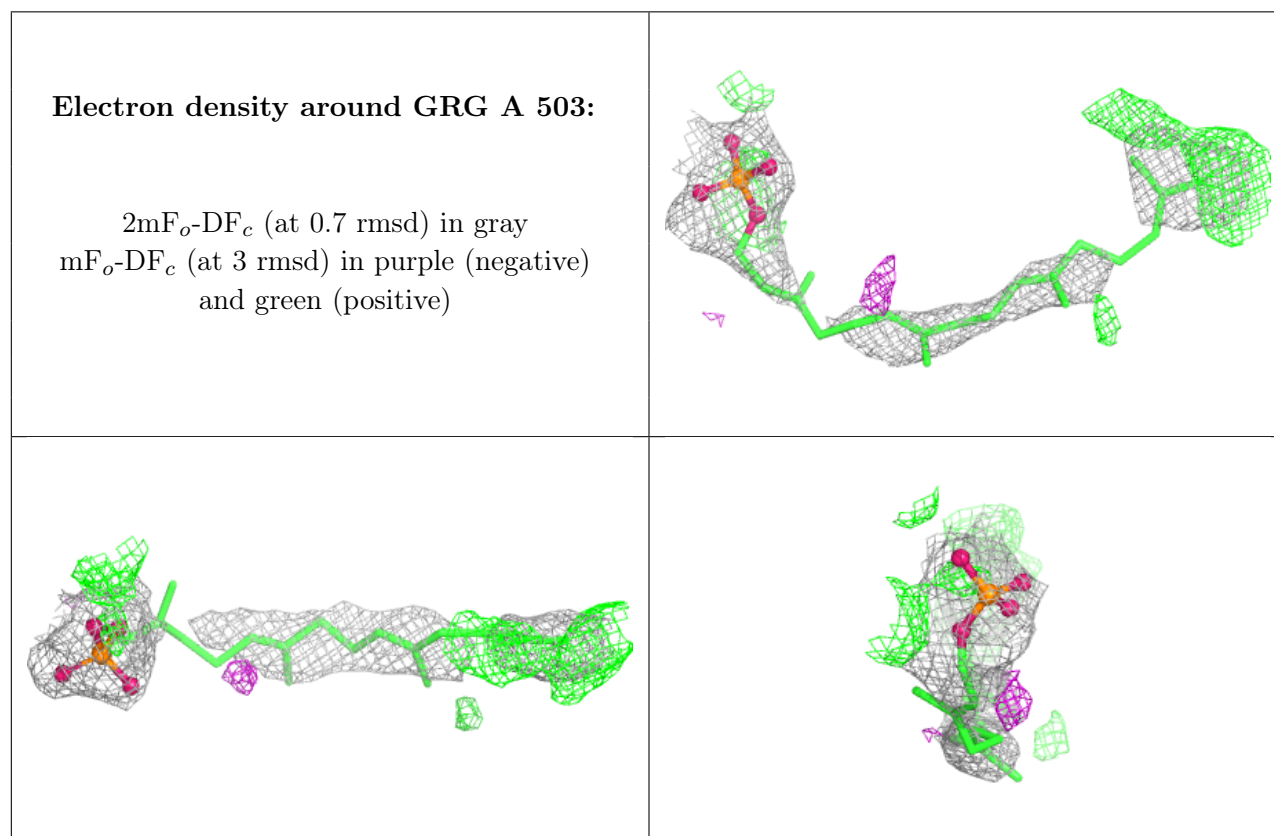 Electron density around GRG A 503:
2mFo-DFc (at 0.7 rmsd) in gray
mFo-DFc (at 3 rmsd) in purple (negative)
and green (positive)